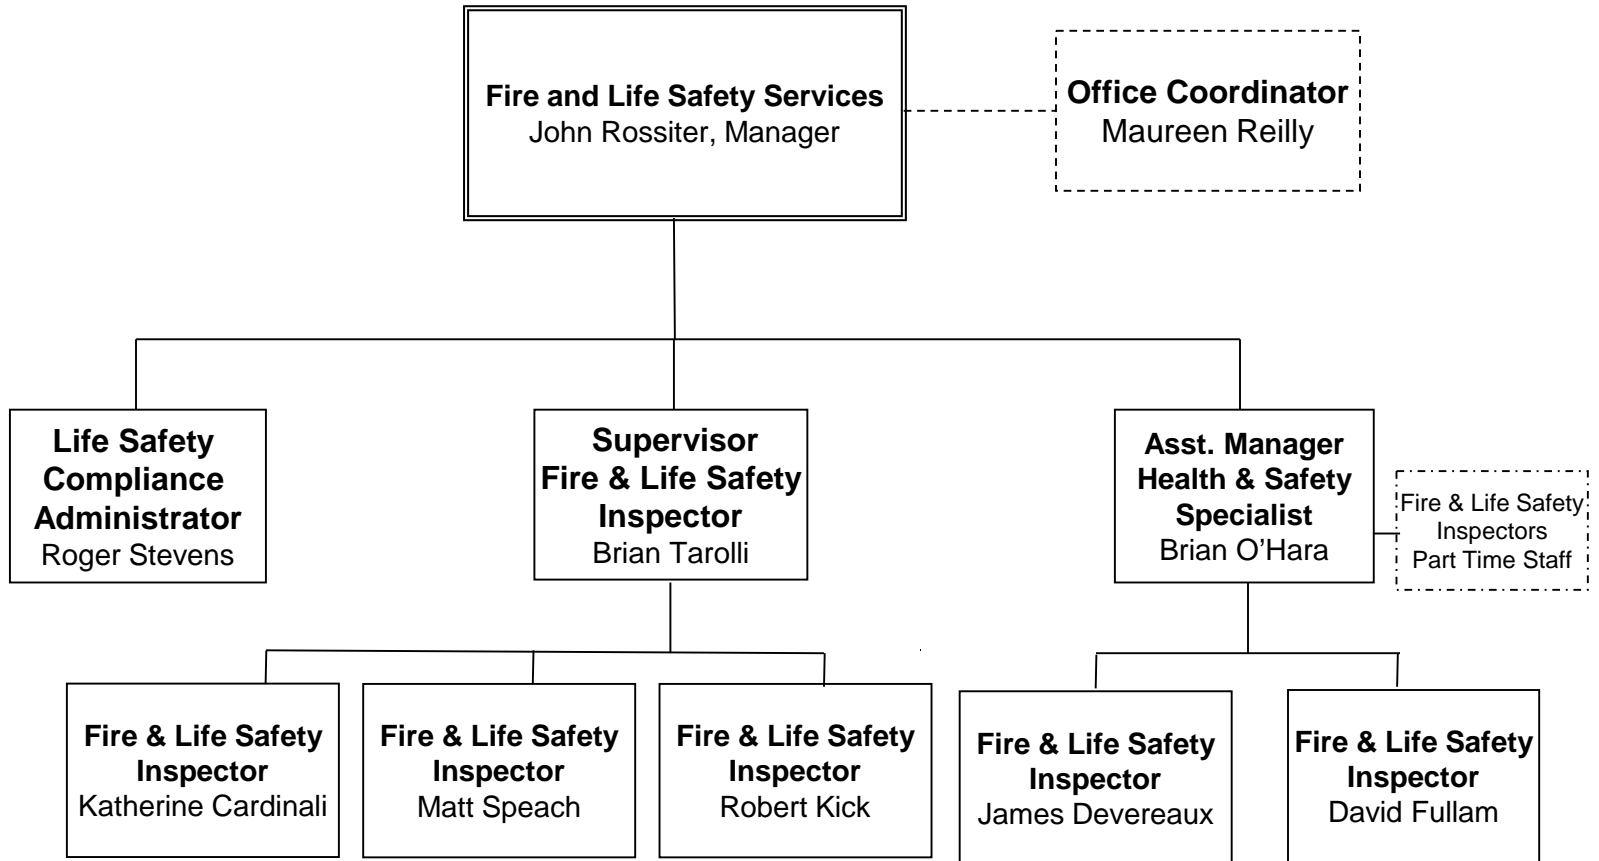 Fire and Life Safety Services
John Rossiter, Manager
Office Coordinator
Maureen Reilly
Life Safety
Compliance
Administrator
Roger Stevens
Supervisor
Fire & Life Safety
Inspector
Brian Tarolli
Asst. Manager
Health & Safety
Specialist
Brian O’Hara
Fire & Life Safety
Inspectors
Part Time Staff
Fire & Life Safety
Inspector
Katherine Cardinali
Fire & Life Safety
Inspector
Matt Speach
Fire & Life Safety
Inspector
Robert Kick
Fire & Life Safety
Inspector
James Devereaux
Fire & Life Safety
Inspector
David Fullam